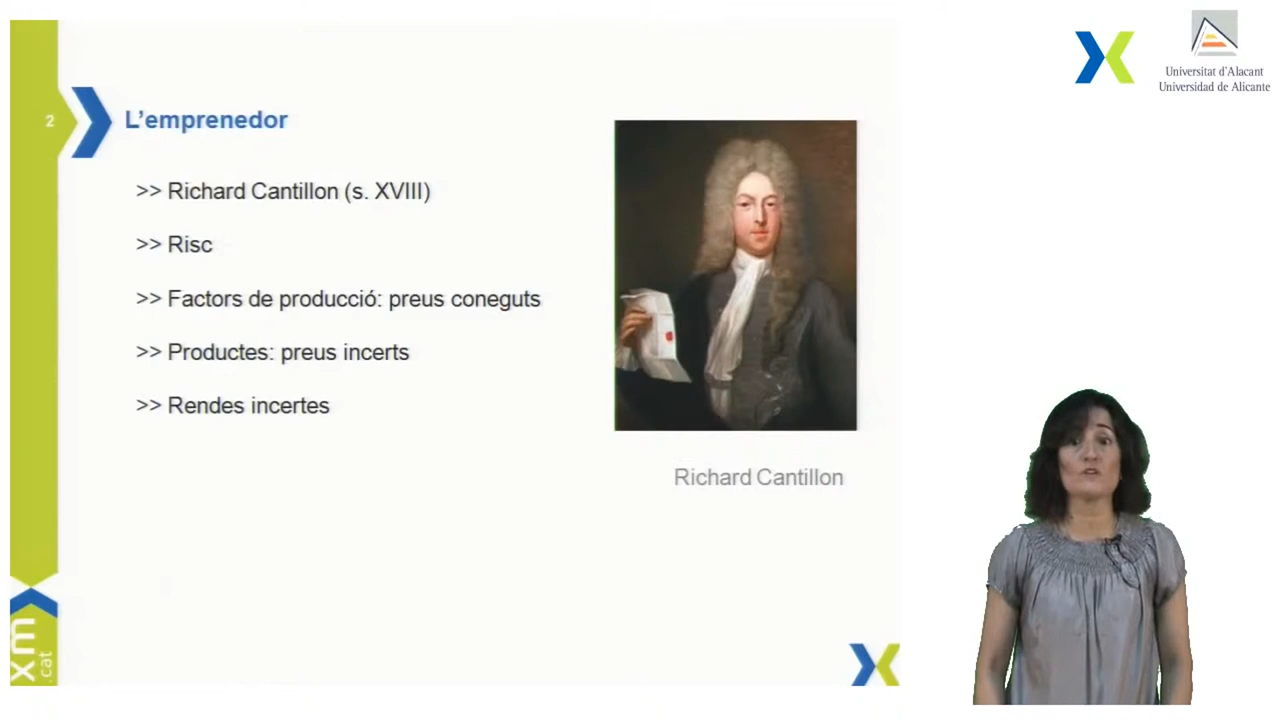 2
L'emprenedor
>> Richard Cantillon (s. XVIII)
>> Risc
>> Factors de producció: preus coneguts
>> Productes: preus incerts
>> Rendes incertes
Richard Cantillon
Universitat d'Alacant
Universidad de Alicante
xm
.cat